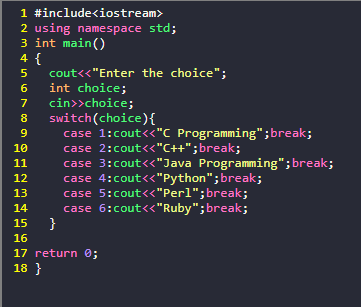 1 #include<iostream>
2 using namespace std;
3 int main()
4 {
5   cout<<"Enter the choice";
6   int choice;
7   cin>>choice;
8   switch(choice){
9     case 1:cout<<"C Programming";break;
10     case 2:cout<<"C++";break;
11     case 3:cout<<"Java Programming";break;
12     case 4:cout<<"Python";break;
13     case 5:cout<<"Perl";break;
14     case 6:cout<<"Ruby";break;
15   }
16
17 return 0;
18 }